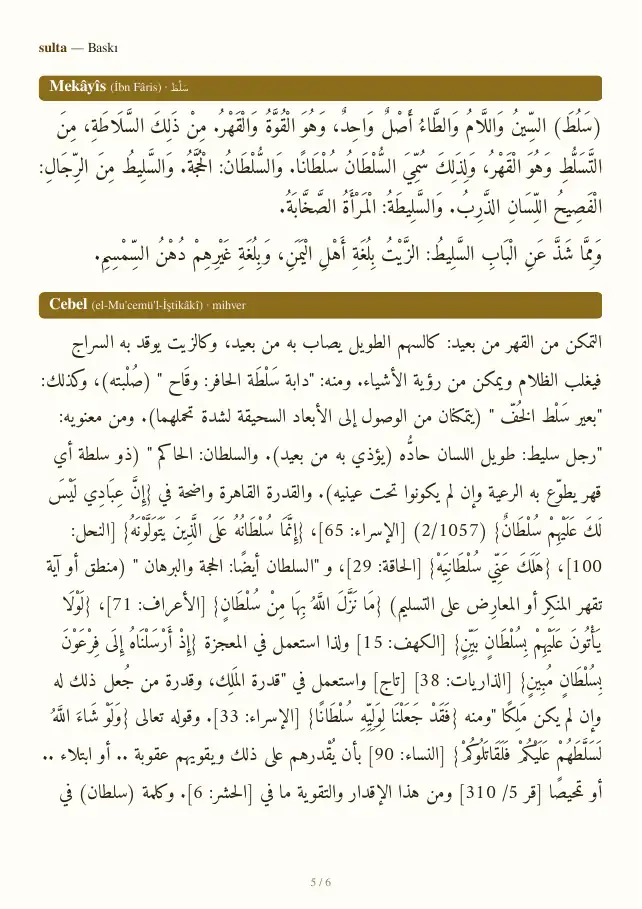 sulta — Baskı
Mekâyîs (İbn Fâris) · سلط
(سَلُطَ) السِّينُ وَاللَّامُ وَالطَّاءُ أَصْلٌ وَاحِدٌ، وَهُوَ الْقُوَّةُ وَالْقَهْرُ. مِنْ ذَلِكَ السَّلَاطَةِ، مِنَ
التَّسَلُّطِ وَهُوَ الْقَهْرُ، وَلِذَلِكَ سُمِّيَ السُّلْطَانُ سُلْطَانًا. وَالسُّلْطَانُ: الْحُجَّةُ. وَالسَّلِيطُ مِنَ الرِّجَالِ:
الْفَصِيحُ اللِّسَانِ الذَّرِبُ. وَالسَّلِيطَةُ: الْمَرْأَةُ الصَّخَّابَةُ.
وَمِمَّا شَذَّ عَنِ الْبَابِ السَّلِيطُ: الزَّيْتُ بِلُغَةِ أَهْلِ الْيَمَنِ، وَبِلُغَةِ غَيْرِهِمْ دُهْنُ السِّمْسِمِ.
Cebel (el-Mu'cemü'l-İştikâkî) · mihver
التمكن من القهر من بعيد: كالسهم الطويل يصاب به من بعيد، وكالزيت يوقد به السراج
فيغلب الظلام ويمكن من رؤية الأشياء. ومنه: "دابة سَلْطَة الحافر: وقَاح " (صُلْبته)، وكذلك:
"بعير سَلْط الخُفّ " (يتمكنان من الوصول إلى الأبعاد السحيقة لشدة تحملهما). ومن معنويه:
"رجل سليط: طويل اللسان حادُّه (يؤذي به من بعيد). والسلطان: الحاكم " (ذو سلطة أي
قهر يطوّع به الرعية وإن لم يكونوا تحت عينيه). والقدرة القاهرة واضحة في {إِنَّ عِبَادِي لَيْسَ
لَكَ عَلَيْهِمْ سُلْطَانٌ} (2/1057) [الإسراء: 65]، {إِنَّمَا سُلْطَانُهُ عَلَى الَّذِينَ يَتَوَلَّوْنَهُ} [النحل:
100]، {هَلَكَ عَنِّي سُلْطَانِيَهْ} [الحاقة: 29]، و "السلطان أيضًا: الحجة والبرهان " (منطق أو آية
تقهر المنكِر أو المعارِض على التسليم) {مَا نَزَّلَ اللَّهُ بِهَا مِنْ سُلْطَانٍ} [الأعراف: 71]، {لَوْلَا
يَأْتُونَ عَلَيْهِمْ بِسُلْطَانٍ بَيِّنٍ} [الكهف: 15] ولذا استعمل في المعجزة {إِذْ أَرْسَلْنَاهُ إِلَى فِرْعَوْنَ
بِسُلْطَانٍ مُبِينٍ} [الذاريات: 38] [تاج] واستعمل في "قدرة المَلِك، وقدرة من جُعل ذلك له
وإن لم يكن مَلِكًا "ومنه {فَقَدْ جَعَلْنَا لِوَلِيِّهِ سُلْطَانًا} [الإسراء: 33]. وقوله تعالى {وَلَوْ شَاءَ اللَّهُ
لَسَلَّطَهُمْ عَلَيْكُمْ فَلَقَاتَلُوكُمْ} [النساء: 90] بأن يُقْدرهم على ذلك ويقويهم عقوبة .. أو ابتلاء ..
أو تمحيصًا [قر 5/ 310] ومن هذا الإقدار والتقوية ما في [الحشر: 6]. وكلمة (سلطان) في
5 / 6